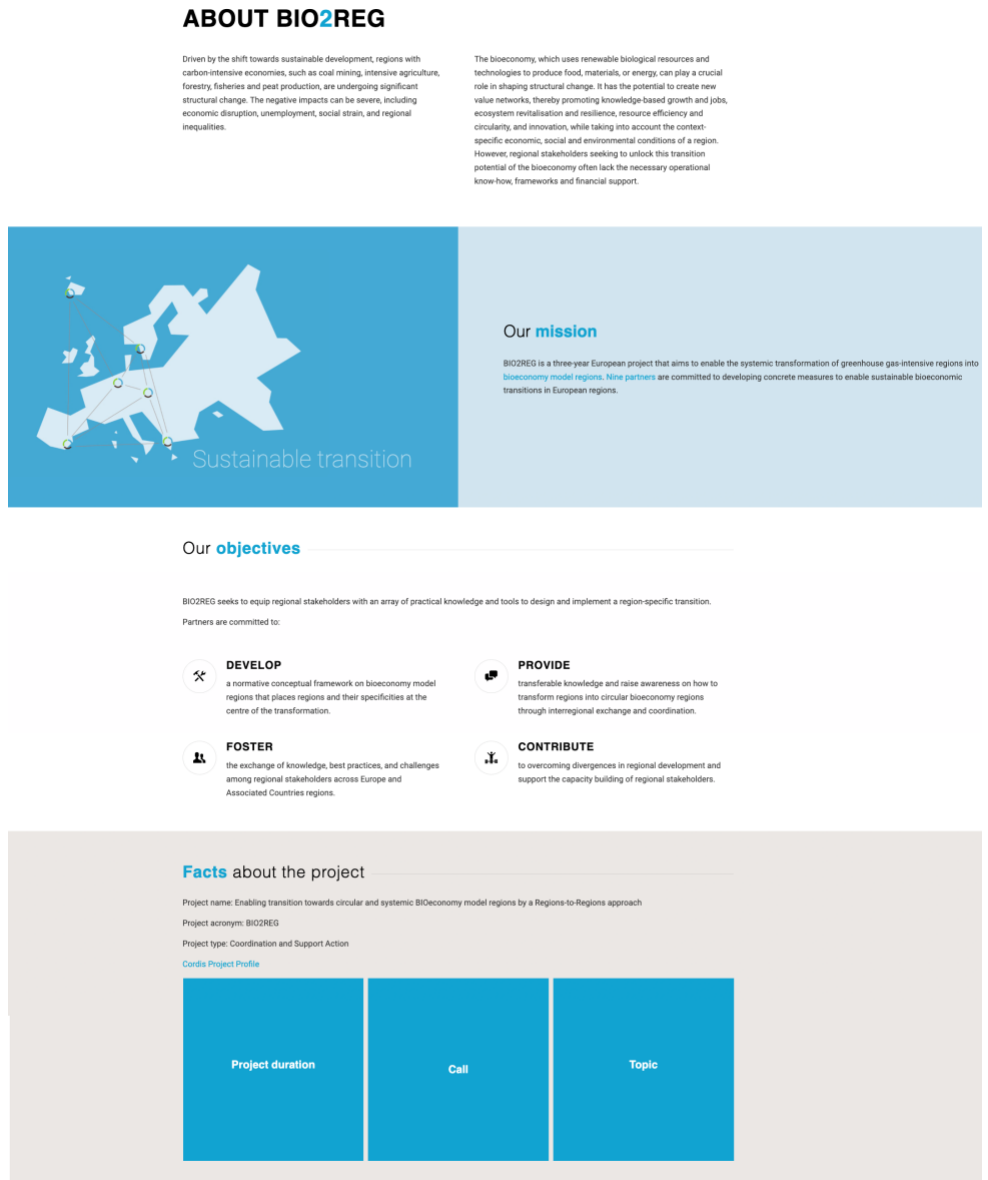 ABOUT BIO2REG
Driven by the shift towards sustainable development, regions with
carbon-intensive economies, such as coal mining, intensive agriculture,
forestry, fisheries and peat production, are undergoing significant
structural change. The negative impacts can be severe, including
economic disruption, unemployment, social strain, and regional
inequalities.
The bioeconomy, which uses renewable biological resources and
technologies to produce food, materials, or energy, can play a crucial
role in shaping structural change. It has the potential to create new
value networks, thereby promoting knowledge-based growth and jobs,
ecosystem revitalisation and resilience, resource efficiency and
circularity, and innovation, while taking into account the context-
specific economic, social and environmental conditions of a region.
However, regional stakeholders seeking to unlock this transition
potential of the bioeconomy often lack the necessary operational
know-how, frameworks and financial support.
Sustainable transition
Our mission
BIO2REG is a three-year European project that aims to enable the systemic transformation of greenhouse gas-intensive regions into
bioeconomy model regions. Nine partners are committed to developing concrete measures to enable sustainable bioeconomic
transitions in European regions.
Our objectives
BIO2REG seeks to equip regional stakeholders with an array of practical knowledge and tools to design and implement a region-specific transition.
Partners are committed to:
DEVELOP
a normative conceptual framework on bioeconomy model
regions that places regions and their specificities at the
centre of the transformation.
PROVIDE
transferable knowledge and raise awareness on how to
transform regions into circular bioeconomy regions
through interregional exchange and coordination.
FOSTER
the exchange of knowledge, best practices, and challenges
among regional stakeholders across Europe and
Associated Countries regions.
CONTRIBUTE
to overcoming divergences in regional development and
support the capacity building of regional stakeholders.
Facts about the project
Project name: Enabling transition towards circular and systemic BIOeconomy model regions by a Regions-to-Regions approach
Project acronym: BIO2REG
Project type: Coordination and Support Action
Cordis Project Profile
Project duration
Call
Topic